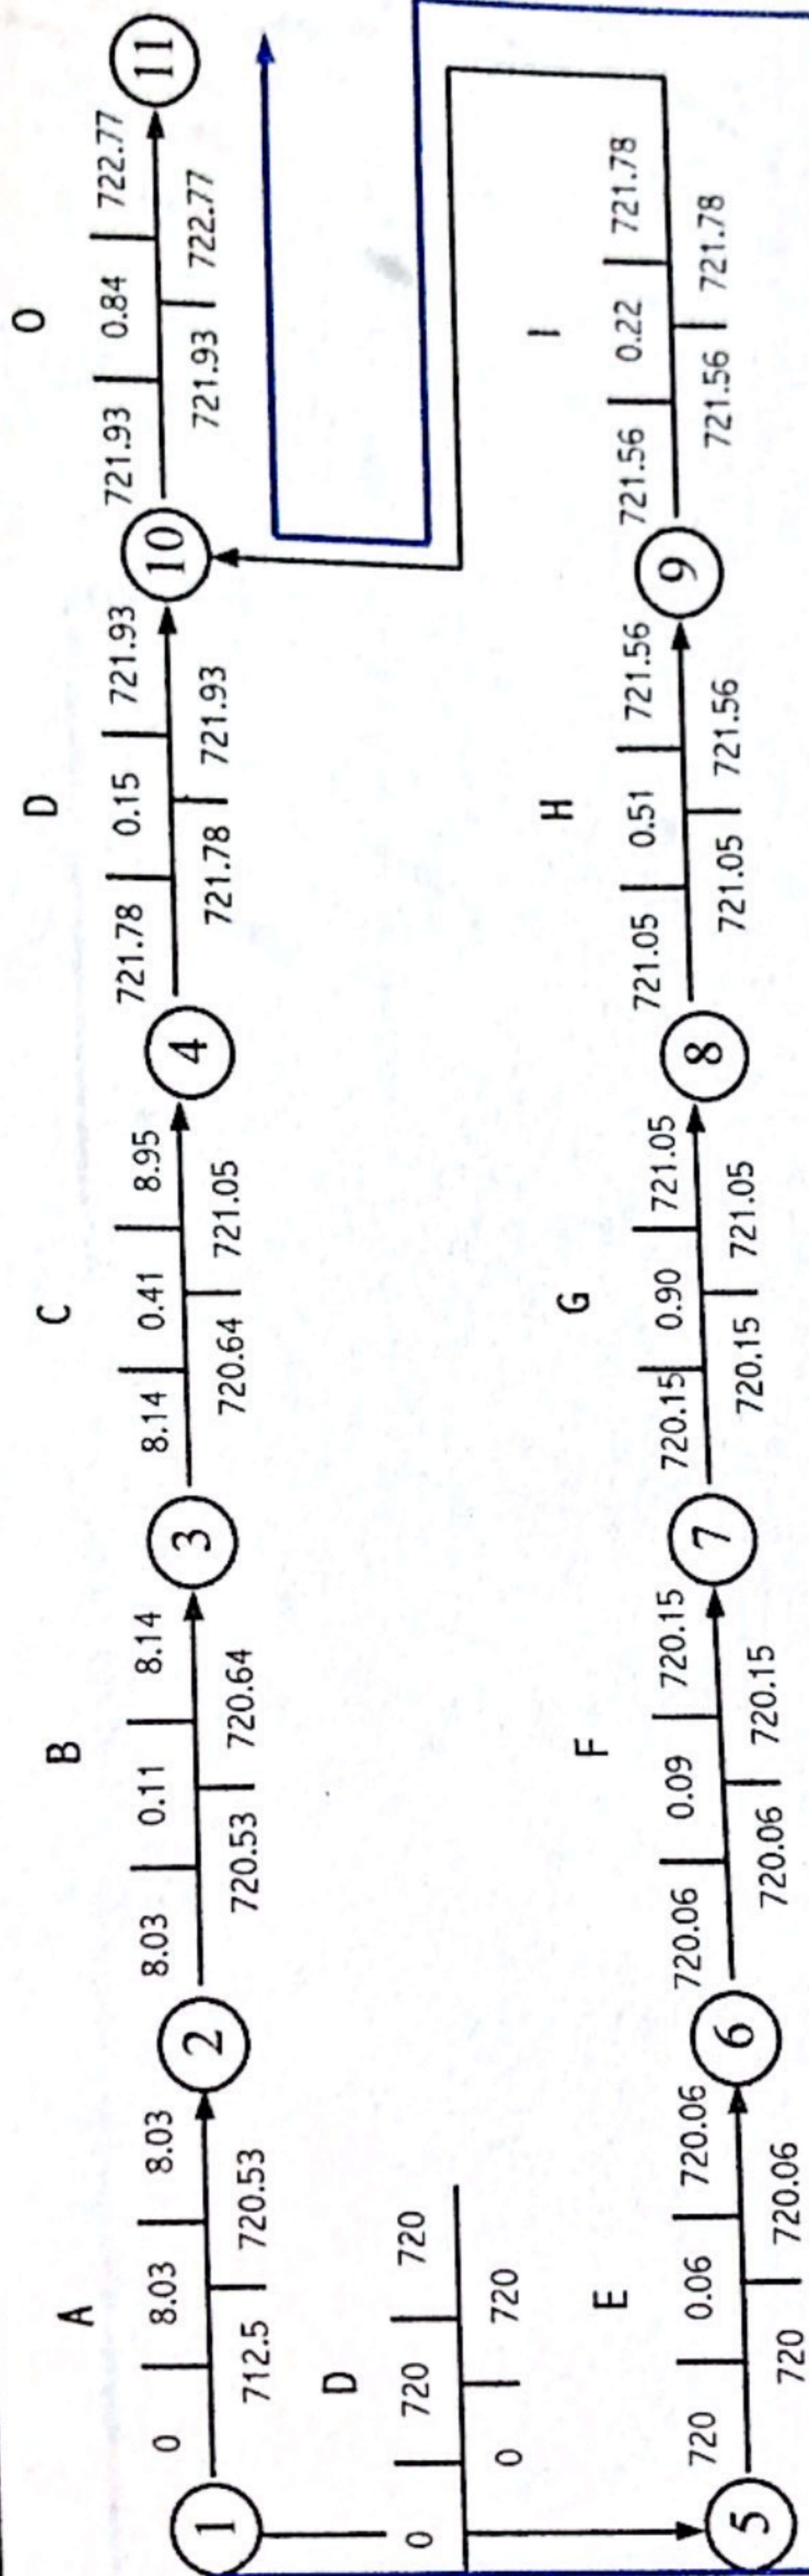 A B C D O
0 8.03 8.03 8.03 0.11 8.14 8.14 0.41 8.95 721.78 0.15 721.93 721.93 0.84 722.77
1 2 3 4 10 11
712.5 720.53 720.53 720.64 720.64 721.05 721.78 721.93 721.93 722.77
D
0 720 720
0 720
E F G H I
720 0.06 720.06 720.06 0.09 720.15 720.15 0.90 721.05 721.05 0.51 721.56 721.56 0.22 721.78
5 6 7 8 9
720 720.06 720.06 720.15 720.15 721.05 721.05 721.56 721.56 721.78